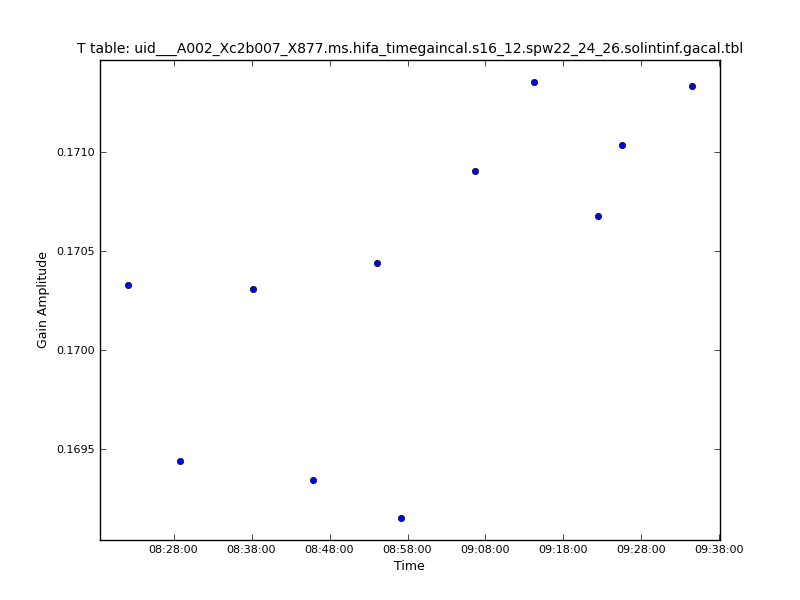 T table: uid___A002_Xc2b007_X877.ms.hifa_timegaincal.s16_12.spw22_24_26.solintinf.gacal.tbl
0.1710
0.1705
Gain Amplitude
0.1700
0.1695
08:28:00 08:38:00 08:48:00 08:58:00 09:08:00 09:18:00 09:28:00 09:38:00
Time